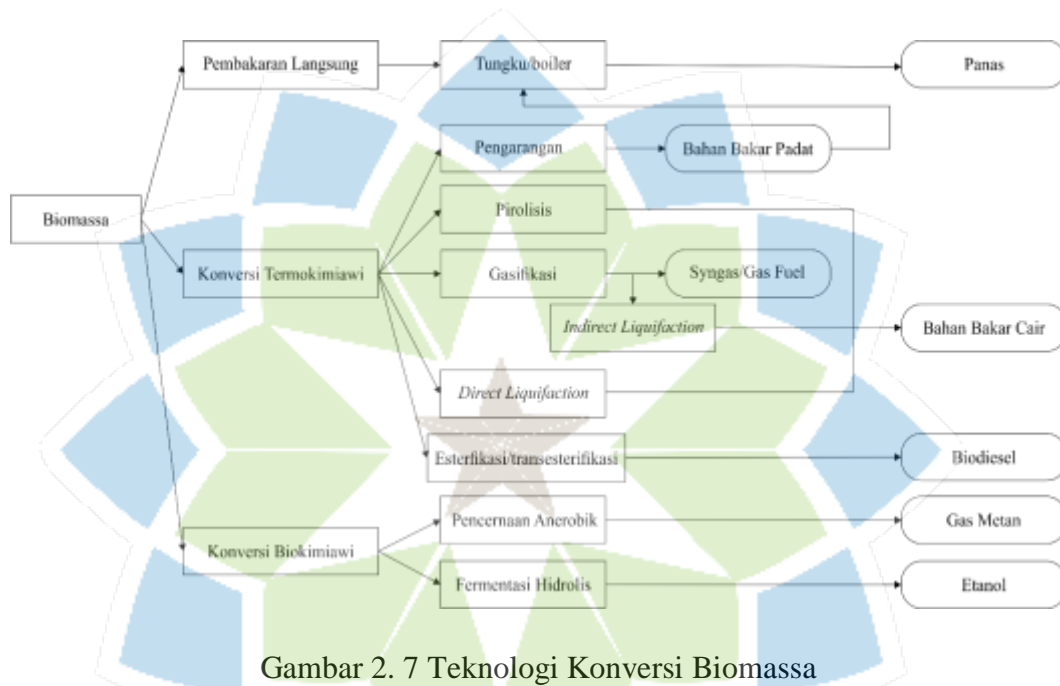 Pembakaran Langsung
Tungku/boiler
Panas
Pengarangan
Bahan Bakar Padat
Biomassa
Pirolisis
Konversi Termokimiawi
Gasifikasi
Syngas/Gas Fuel
Indirect Liquifaction
Bahan Bakar Cair
Direct Liquifaction
Esterfikasi/transesterifikasi
Biodiesel
Pencernaan Anerobik
Gas Metan
Konversi Biokimiawi
Fermentasi Hidrolis
Etanol
Gambar 2. 7 Teknologi Konversi Biomassa